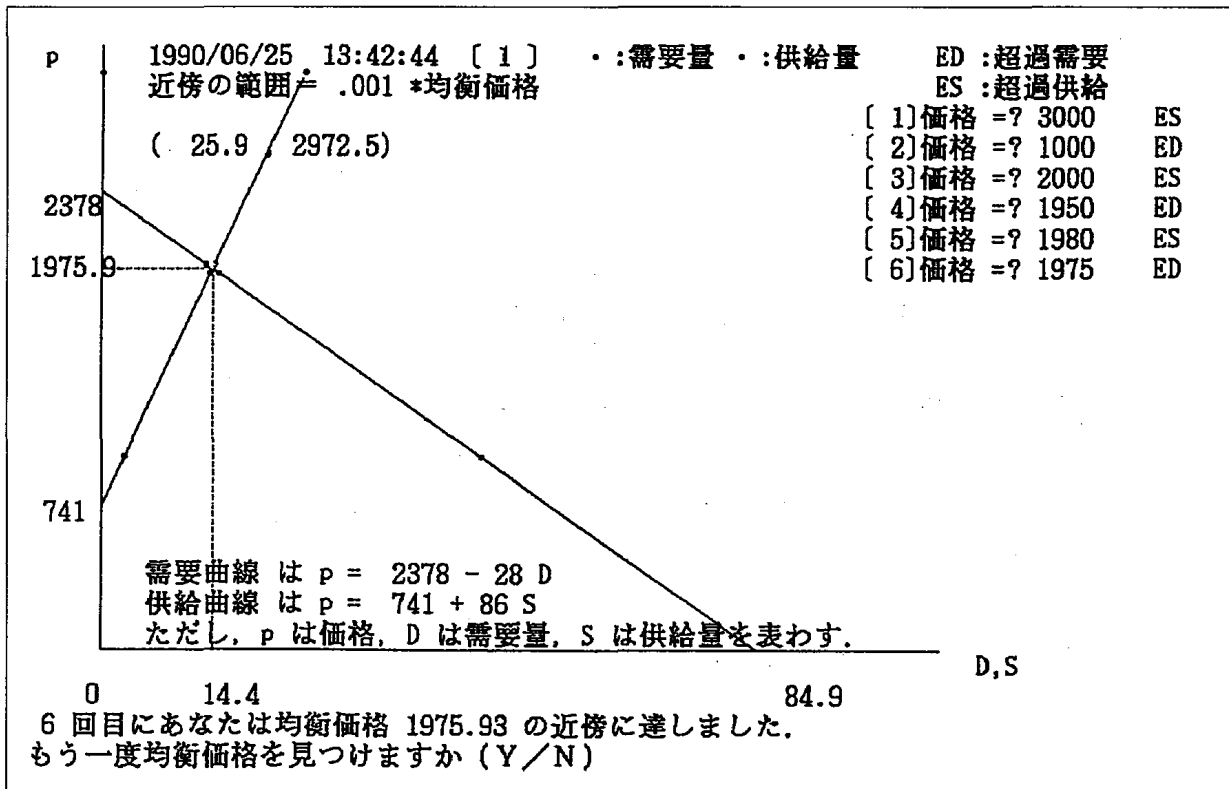 p
1990/06/25 13:42:44 [ 1 ] ・:需要量 ・:供給量 ED :超過需要
近傍の範囲= .001 *均衡価格 ES :超過供給
[ 1]価格 =? 3000 ES
( 25.9 , 2972.5)
[ 2]価格 =? 1000 ED
[ 3]価格 =? 2000 ES
2378
[ 4]価格 =? 1950 ED
[ 5]価格 =? 1980 ES
1975.9
[ 6]価格 =? 1975 ED
741
需要曲線 は p = 2378 - 28 D
供給曲線 は p = 741 + 86 S
ただし, p は価格, D は需要量, S は供給量を表わす.
D,S
0 14.4 84.9
6 回目にあなたは均衡価格 1975.93 の近傍に達しました.
もう一度均衡価格を見つけますか (Y/N)